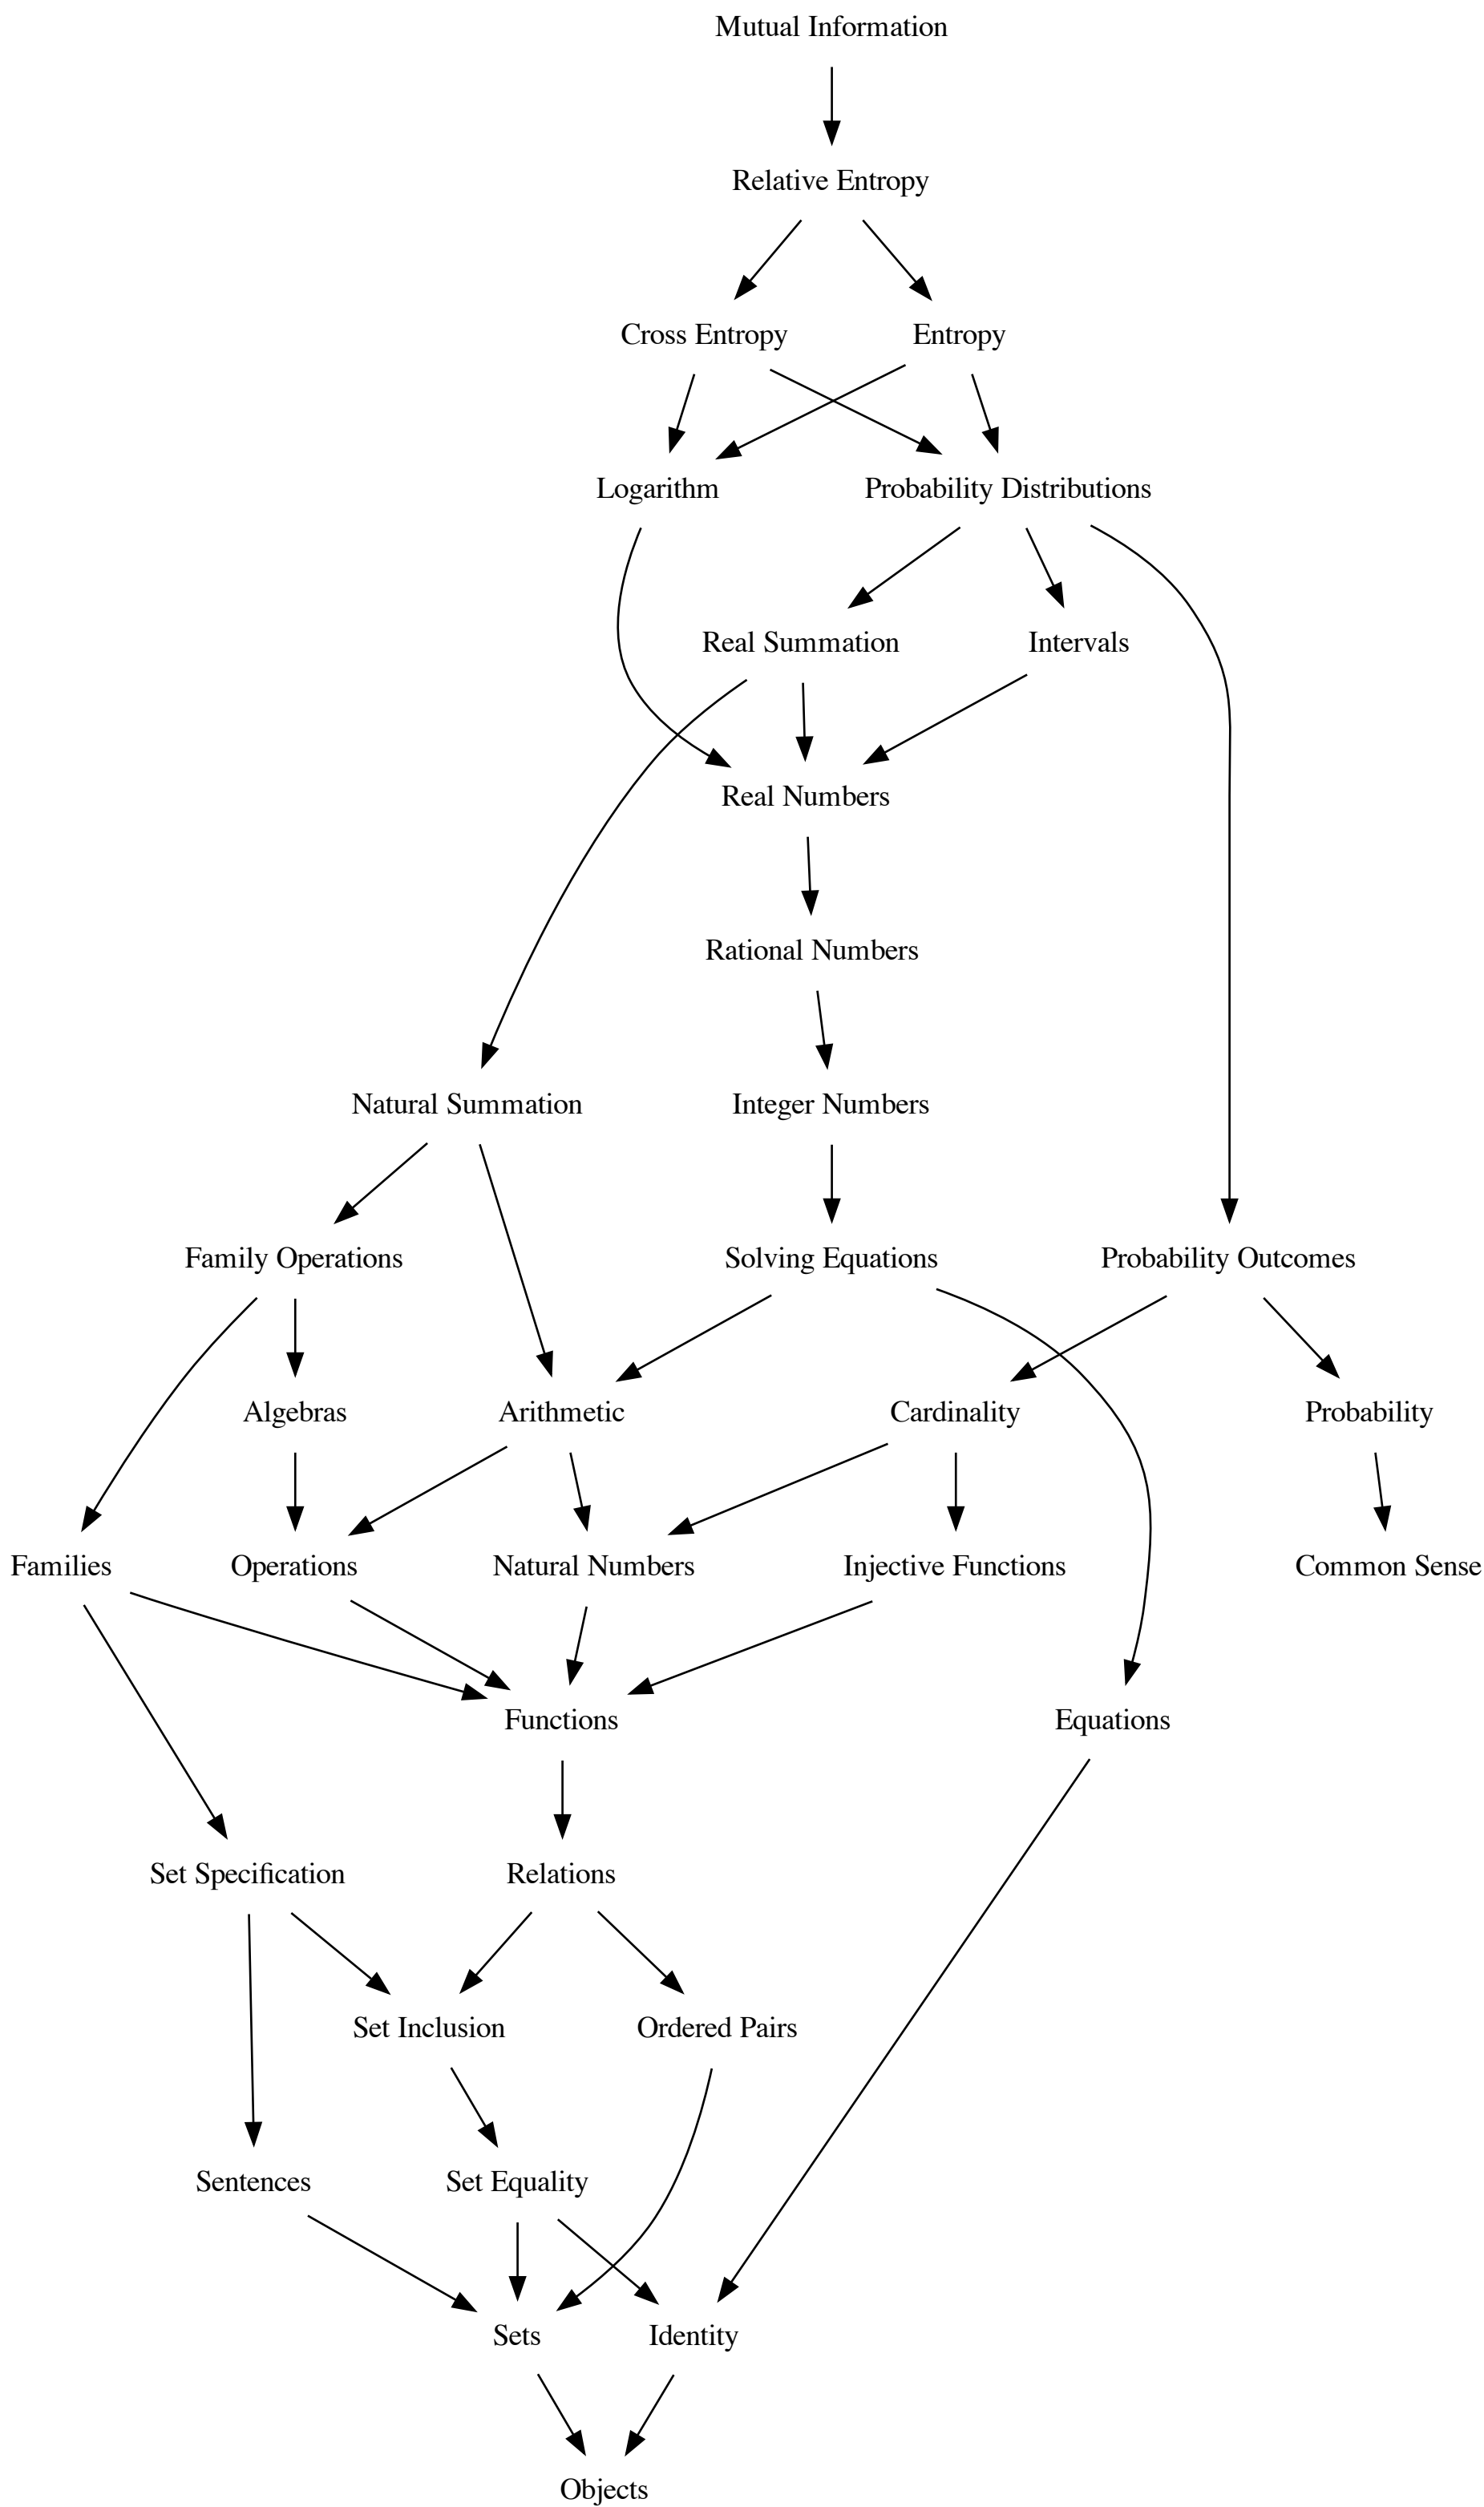 Mutual Information
Relative Entropy
Cross Entropy
Entropy
Logarithm
Probability Distributions
Real Summation
Intervals
Real Numbers
Rational Numbers
Natural Summation
Integer Numbers
Family Operations
Solving Equations
Probability Outcomes
Algebras
Arithmetic
Cardinality
Probability
Families
Operations
Natural Numbers
Injective Functions
Common Sense
Functions
Equations
Set Specification
Relations
Set Inclusion
Ordered Pairs
Sentences
Set Equality
Sets
Identity
Objects